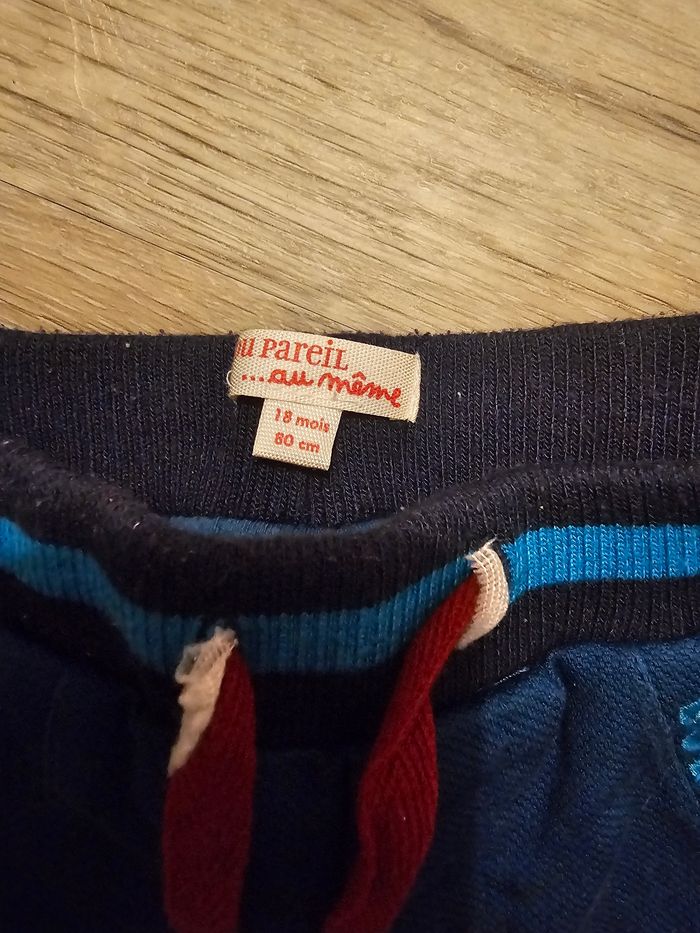 u PareiL
...au même
18 mois
80 cm